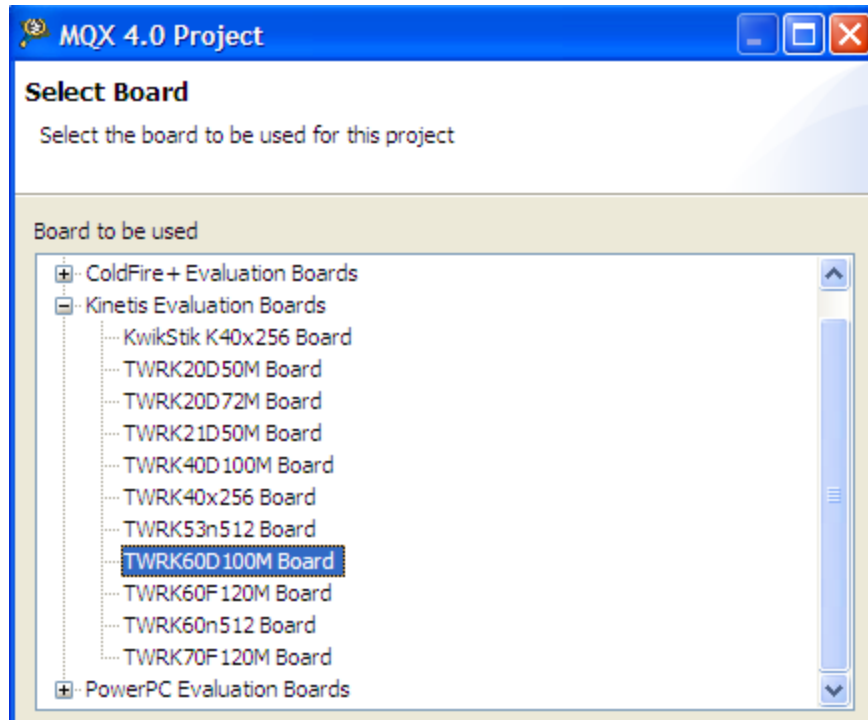 MQX 4.0 Project
Select Board
Select the board to be used for this project
Board to be used
ColdFire+ Evaluation Boards
Kinetis Evaluation Boards
KwikStik K40x256 Board
TWRK20D50M Board
TWRK20D72M Board
TWRK21D50M Board
TWRK40D100M Board
TWRK40x256 Board
TWRK53n512 Board
TWRK60D100M Board
TWRK60F120M Board
TWRK60n512 Board
TWRK70F120M Board
PowerPC Evaluation Boards